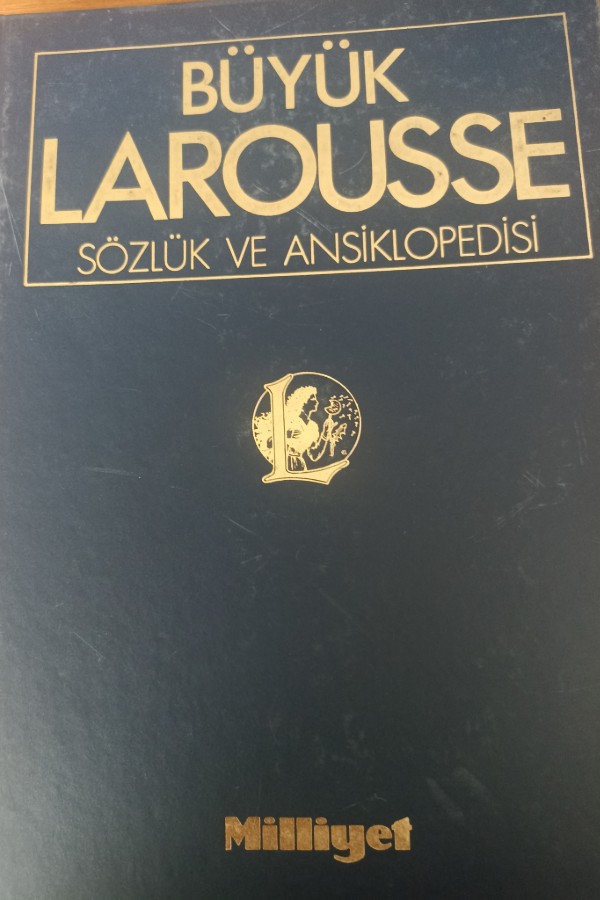 BÜYÜK
LAROUSSE
SÖZLÜK VE ANSİKLOPEDİSİ
L
Milliyet